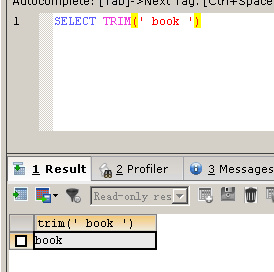 Autocomplete: [Tab]->Next Tag. [Ctrl+Space
1 SELECT TRIM(' book ')
1 Result 2 Profiler 3 Messages
Read-only res
trim(' book ')
book